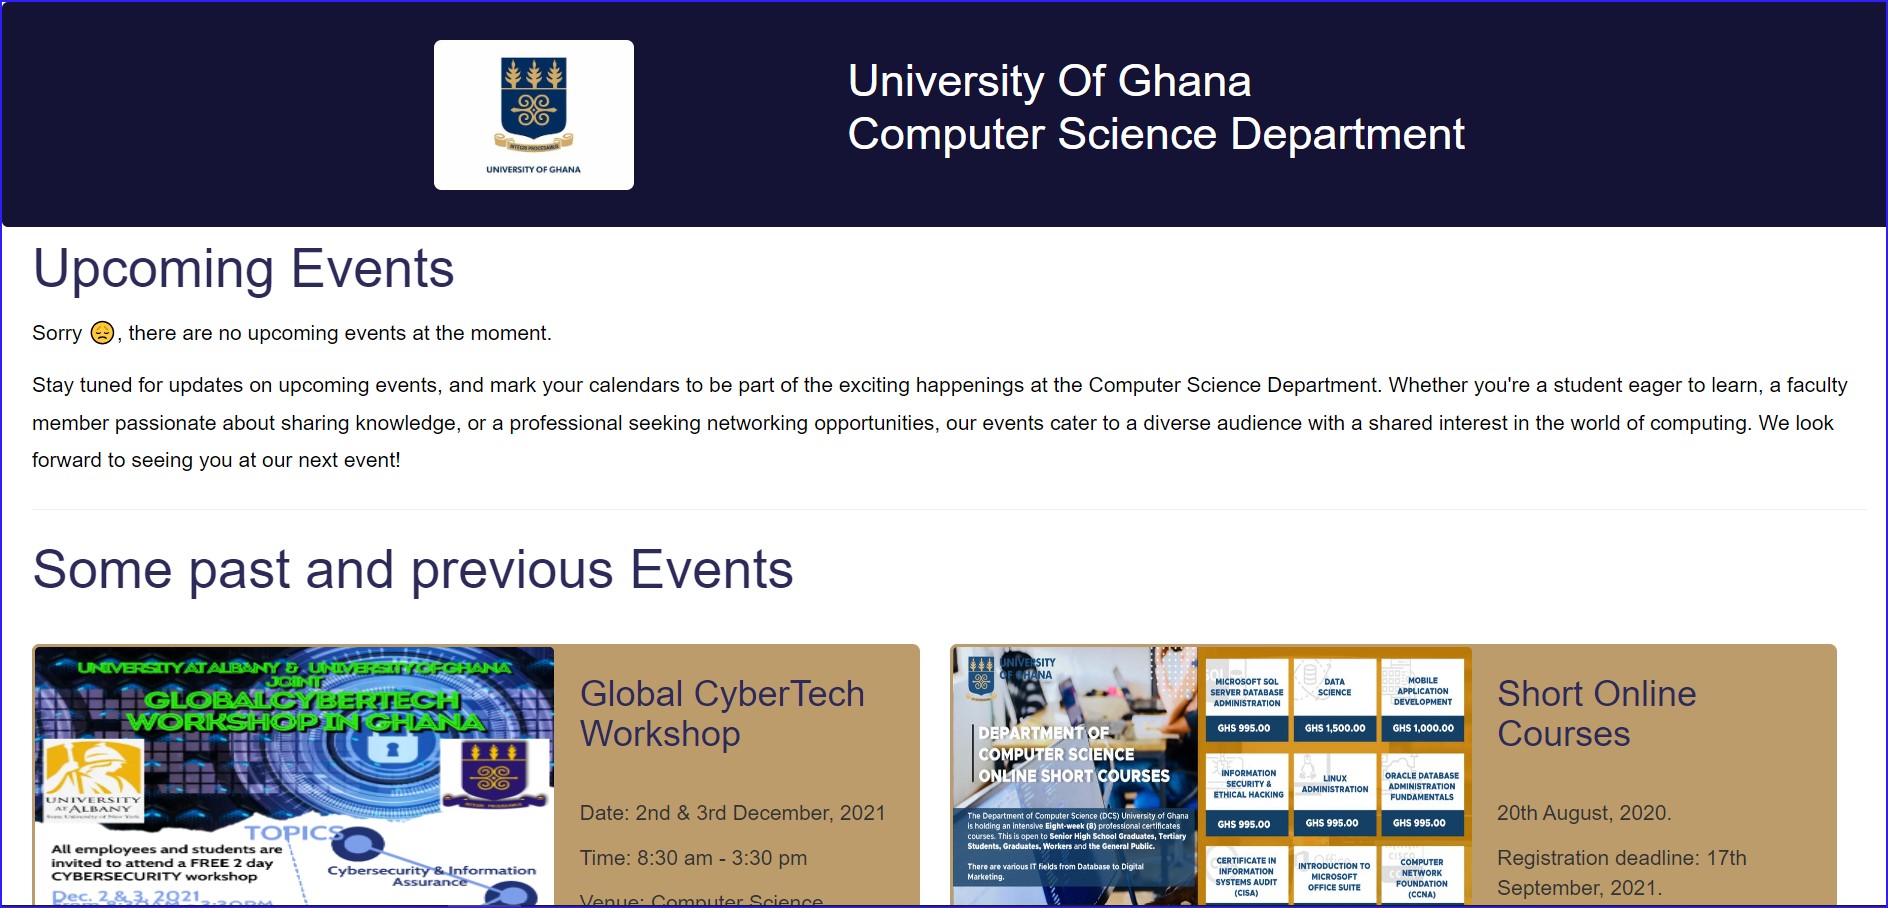 INTEGRI PROCEDAMUS
UNIVERSITY OF GHANA
University Of Ghana
Computer Science Department
Upcoming Events
Sorry 😞, there are no upcoming events at the moment.
Stay tuned for updates on upcoming events, and mark your calendars to be part of the exciting happenings at the Computer Science Department. Whether you're a student eager to learn, a faculty
member passionate about sharing knowledge, or a professional seeking networking opportunities, our events cater to a diverse audience with a shared interest in the world of computing. We look
forward to seeing you at our next event!
Some past and previous Events
UNIVERSITY AT ALBANY & UNIVERSITY OF GHANA
JOINT
GLOBALCYBERTECH
WORKSHOP IN GHANA
UNIVERSITY
AT ALBANY
State University of New York
TOPICS
All employees and students are
invited to attend a FREE 2 day
CYBERSECURITY workshop
Dec. 2 & 3, 2021
From 8:30AM - 3:30PM
Cybersecurity & Information
Assurance
Global CyberTech
Workshop
Date: 2nd & 3rd December, 2021
Time: 8:30 am - 3:30 pm
Venue: Computer Science
UNIVERSITY
OF GHANA
DEPARTMENT OF
COMPUTER SCIENCE
ONLINE SHORT COURSES
The Department of Computer Science (DCS) University of Ghana
is holding an intensive Eight-week (8) professional certificates
courses. This is open to Senior High School Graduates, Tertiary
Students, Graduates, Workers and the General Public.
There are various IT fields from Database to Digital
Marketing.
MICROSOFT SQL
SERVER DATABASE
ADMINISTRATION
GHS 995.00
DATA
SCIENCE
GHS 1,500.00
MOBILE
APPLICATION
DEVELOPMENT
GHS 1,000.00
INFORMATION
SECURITY &
ETHICAL HACKING
GHS 995.00
LINUX
ADMINISTRATION
GHS 995.00
ORACLE DATABASE
ADMINISTRATION
FUNDAMENTALS
GHS 995.00
CERTIFICATE IN
INFORMATION
SYSTEMS AUDIT
(CISA)
INTRODUCTION TO
MICROSOFT
OFFICE SUITE
COMPUTER
NETWORK
FOUNDATION
(CCNA)
Short Online
Courses
20th August, 2020.
Registration deadline: 17th
September, 2021.